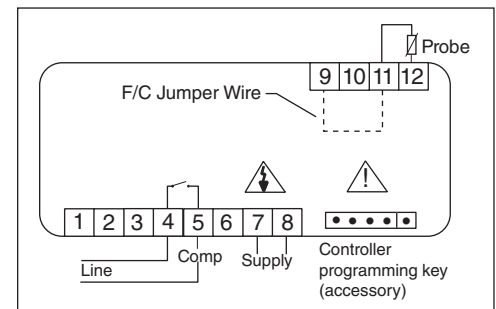 Probe
9 10 11 12
F/C Jumper Wire
!
1 2 3 4 5 6 7 8
Line
Comp
Supply
Controller
programming key
(accessory)